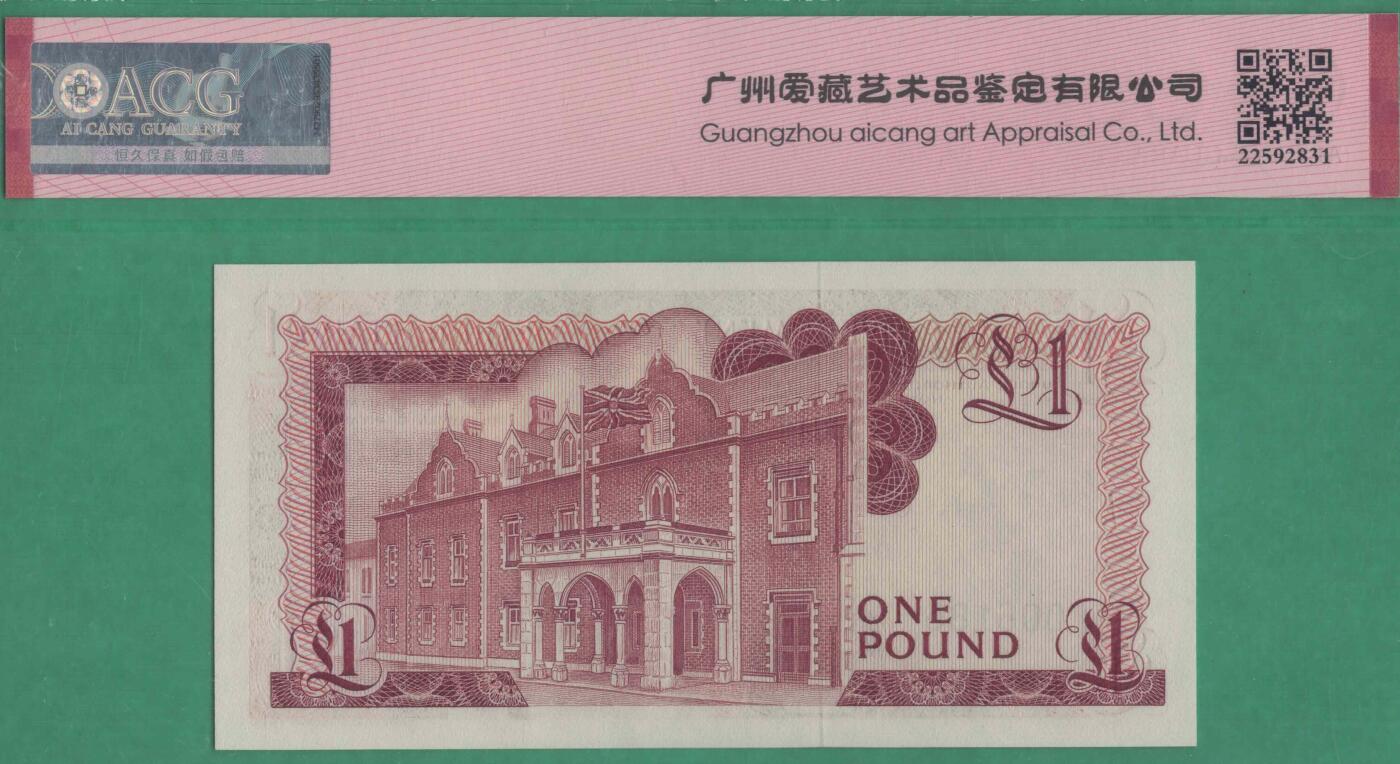 ACG
AI CANG GUARANTY
恒久保真 如假包赔
广州爱藏艺术品鉴定有限公司
Guangzhou aicang art Appraisal Co., Ltd.
22592831
£1
ONE
POUND
£1
£1